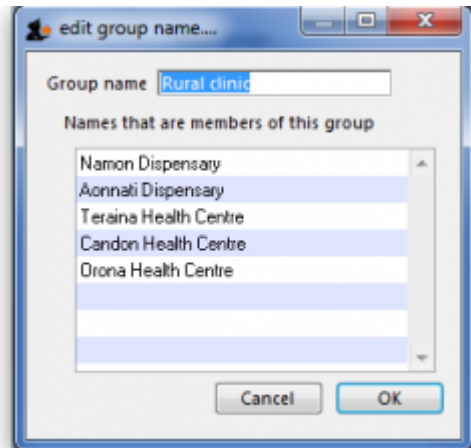 edit group name....
Group name Rural clinic
Names that are members of this group
Namon Dispensary
Aonnati Dispensary
Teraina Health Centre
Candon Health Centre
Orona Health Centre
Cancel OK